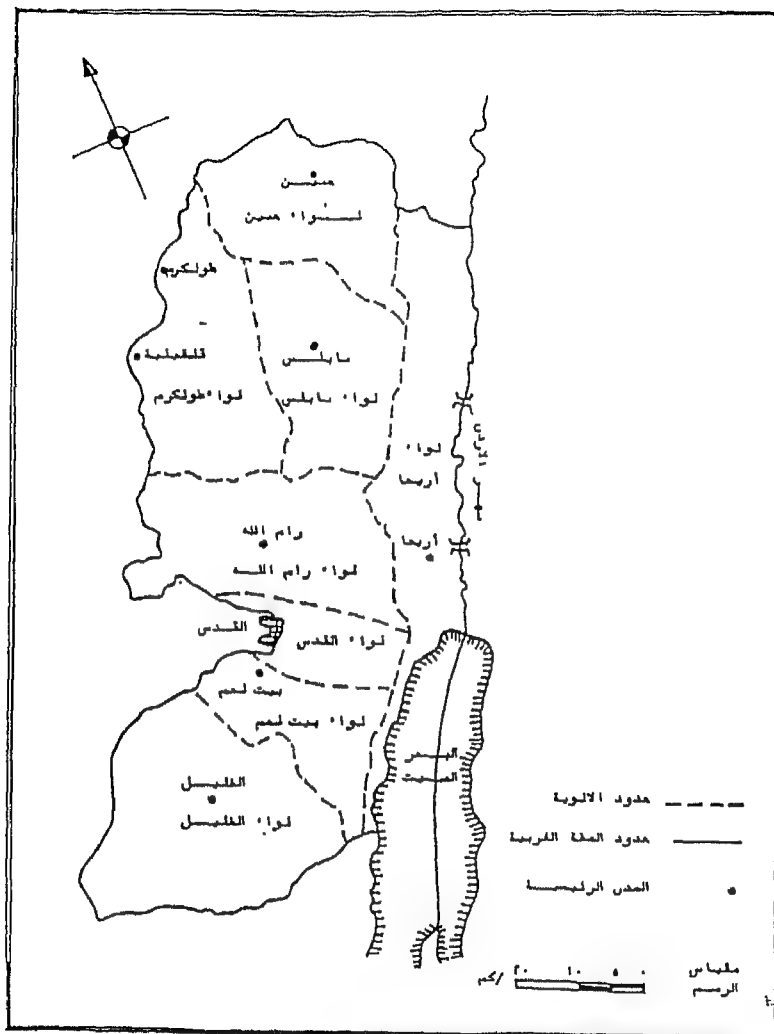 جنين
لواء جنين
طولكرم
قلقيلية
لواء طولكرم
نابلس
لواء نابلس
لواء
أريحا
أريحا
نهر الاردن
رام الله
لواء رام الله
القدس
لواء القدس
بيت لحم
لواء بيت لحم
الخليل
لواء الخليل
البحر
الميت
حدود الالوية
حدود الضفة الغربية
المدن الرئيسية
مقياس
الرسم
٠ ٥ ١٠ ٢٠ /كم